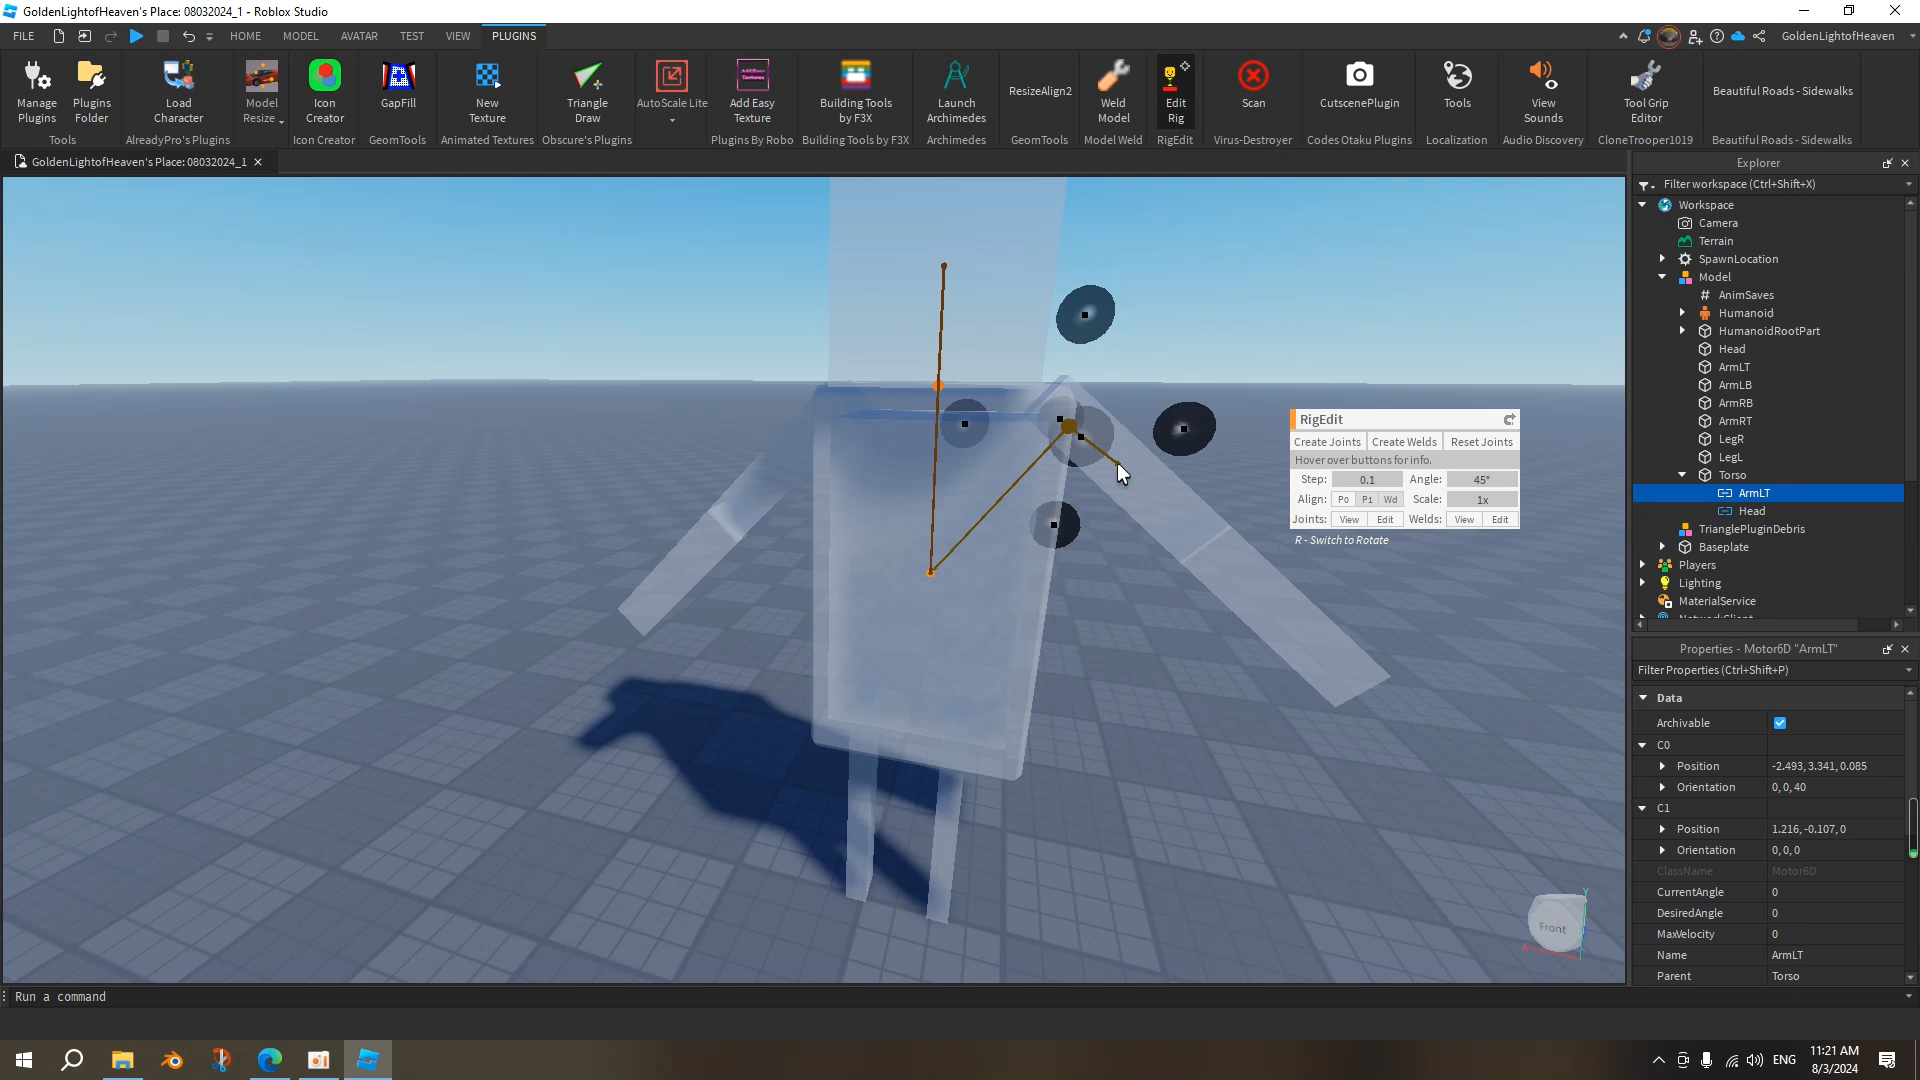 GoldenLightofHeaven's Place: 08032024_1 - Roblox Studio
FILE HOME MODEL AVATAR TEST VIEW PLUGINS GoldenLightofHeaven
Manage Plugins
Plugins Folder
Tools
Load Character
AlreadyPro's Plugins
Model Resize
Icon Creator
Icon Creator
GapFill
GeomTools
New Texture
Animated Textures
Triangle Draw
Obscure's Plugins
AutoScale Lite
Add Easy Texture
Plugins By Robo
Building Tools by F3X
Building Tools by F3X
Launch Archimedes
Archimedes
ResizeAlign2
GeomTools
Weld Model
Model Weld
Edit Rig
RigEdit
Scan
Virus-Destroyer
CutscenePlugin
Codes Otaku Plugins
Tools
Localization
View Sounds
Audio Discovery
Tool Grip Editor
CloneTrooper1019
Beautiful Roads - Sidewalks
Beautiful Roads - Sidewalks
GoldenLightofHeaven's Place: 08032024_1
RigEdit
Create Joints Create Welds Reset Joints
Hover over buttons for info.
Step: 0.1 Angle: 45°
Align: P0 P1 Wd Scale: 1x
Joints: View Edit Welds: View Edit
R - Switch to Rotate
Front
X
Y
Explorer
Filter workspace (Ctrl+Shift+X)
Workspace
Camera
Terrain
SpawnLocation
Model
AnimSaves
Humanoid
HumanoidRootPart
Head
ArmLT
ArmLB
ArmRB
ArmRT
LegR
LegL
Torso
ArmLT
Head
TrianglePluginDebris
Baseplate
Players
Lighting
MaterialService
NetworkClient
Properties - Motor6D "ArmLT"
Filter Properties (Ctrl+Shift+P)
Data
Archivable
C0
Position -2.493, 3.341, 0.085
Orientation 0, 0, 40
C1
Position 1.216, -0.107, 0
Orientation 0, 0, 0
ClassName Motor6D
CurrentAngle 0
DesiredAngle 0
MaxVelocity 0
Name ArmLT
Parent Torso
Run a command
ENG
11:21 AM
8/3/2024